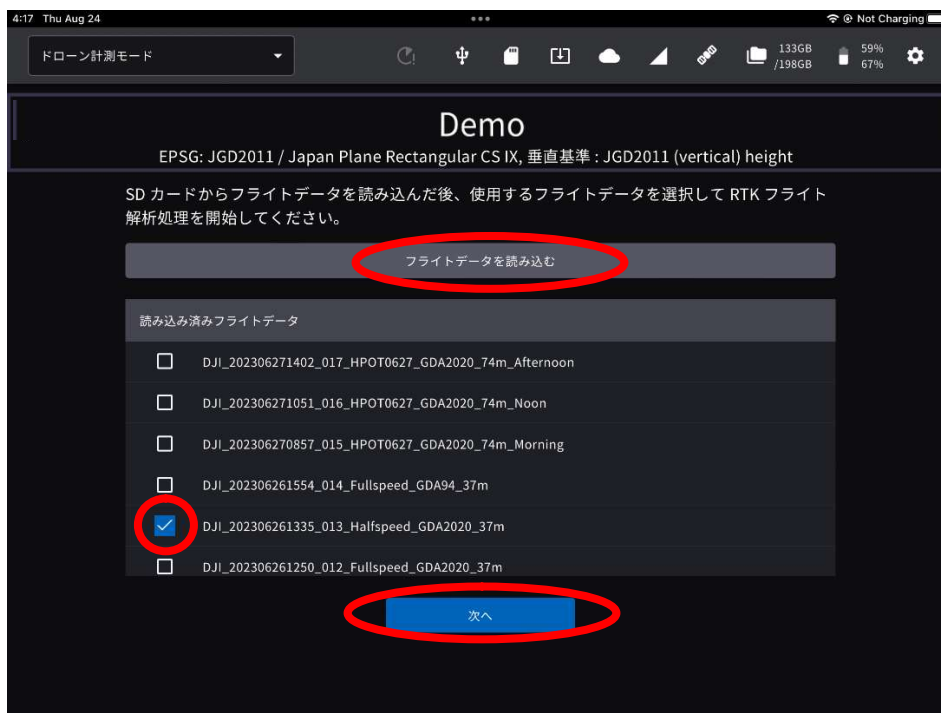 4:17 Thu Aug 24
Not Charging
ドローン計測モード
133GB
/198GB
59%
67%
Demo
EPSG: JGD2011 / Japan Plane Rectangular CS IX, 垂直基準 : JGD2011 (vertical) height
SD カードからフライトデータを読み込んだ後、使用するフライトデータを選択して RTK フライト
解析処理を開始してください。
フライトデータを読み込む
読み込み済みフライトデータ
DJI_202306271402_017_HPOT0627_GDA2020_74m_Afternoon
DJI_202306271051_016_HPOT0627_GDA2020_74m_Noon
DJI_202306270857_015_HPOT0627_GDA2020_74m_Morning
DJI_202306261554_014_Fullspeed_GDA94_37m
DJI_202306261335_013_Halfspeed_GDA2020_37m
DJI_202306261250_012_Fullspeed_GDA2020_37m
次へ